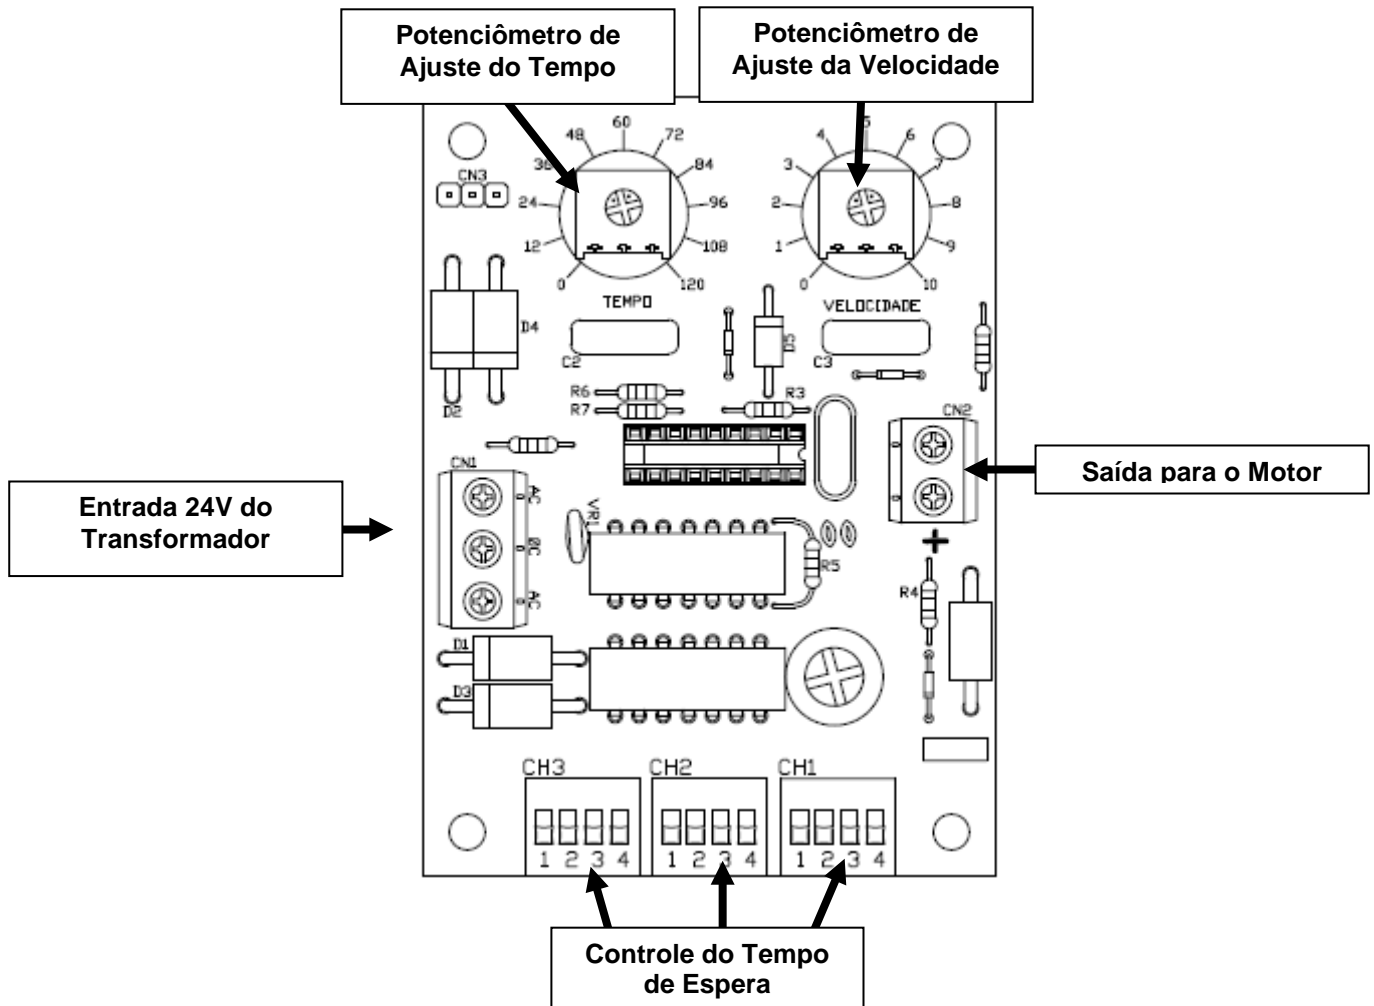 Potenciômetro de
Ajuste do Tempo
Potenciômetro de
Ajuste da Velocidade
60
48
72
36
84
24
96
12
108
0
120
TEMPO
5
4
6
3
7
2
8
1
9
0
10
VELOCIDADE
CN3
D4
D2
C2
D5
C3
R6
R7
R3
CN2
Saída para o Motor
CN1
AC
0C
AC
Entrada 24V do
Transformador
VR1
R5
+
R4
D1
D3
CH3
CH2
CH1
1 2 3 4
1 2 3 4
1 2 3 4
Controle do Tempo
de Espera